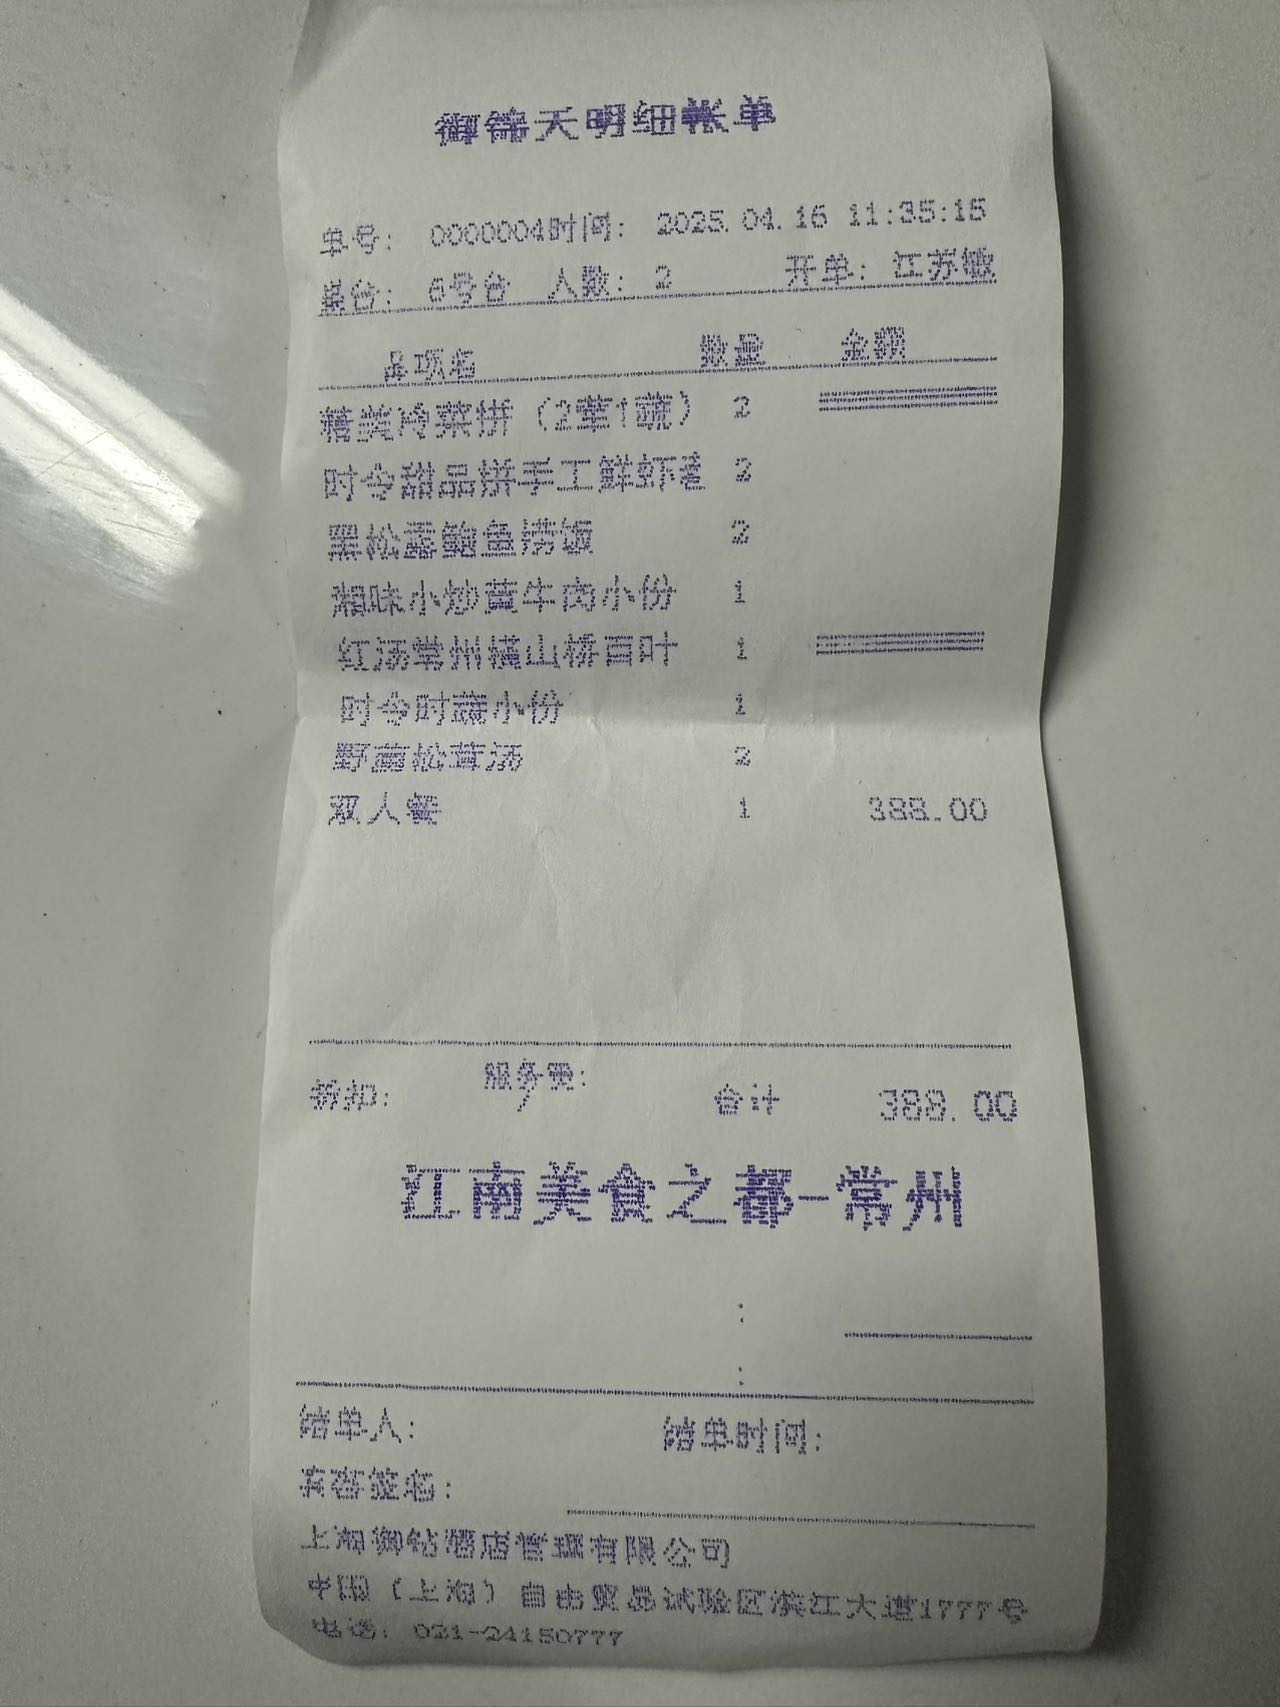 御锦天明细帐单
单号： 0000004时间： 2025.04.16 11:35:15
桌台： 6号台 人数：2 开单：江苏敏
品项名 数量 金额
精美冷菜拼（2荤1蔬） 2
时令甜品拼手工鲜虾 2
黑松露鲍鱼捞饭 2
湘味小炒黄牛肉小份 1
红汤常州横山桥百叶 1
时令时蔬小份 1
野菌松茸汤 2
双人餐 1 388.00
折扣： 服务费： 合计 388.00
江南美食之都-常州
结单人： 结单时间：
宾客签名：
上海御钻酒店管理有限公司
中国（上海）自由贸易试验区滨江大道1777号
电话：021-24150777